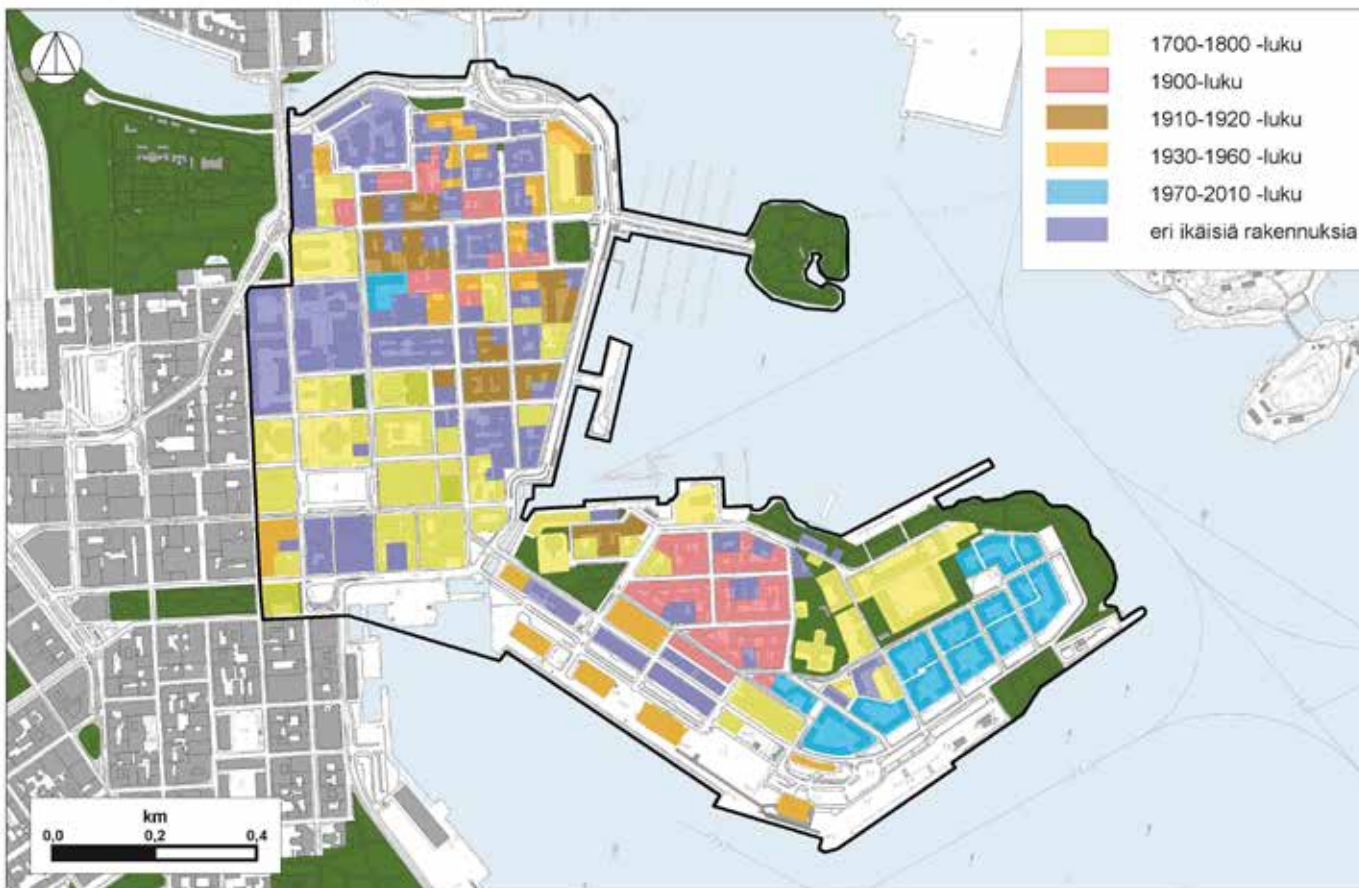 1700-1800 -luku
1900-luku
1910-1920 -luku
1930-1960 -luku
1970-2010 -luku
eri ikäisiä rakennuksia
km
0,0 0,2 0,4